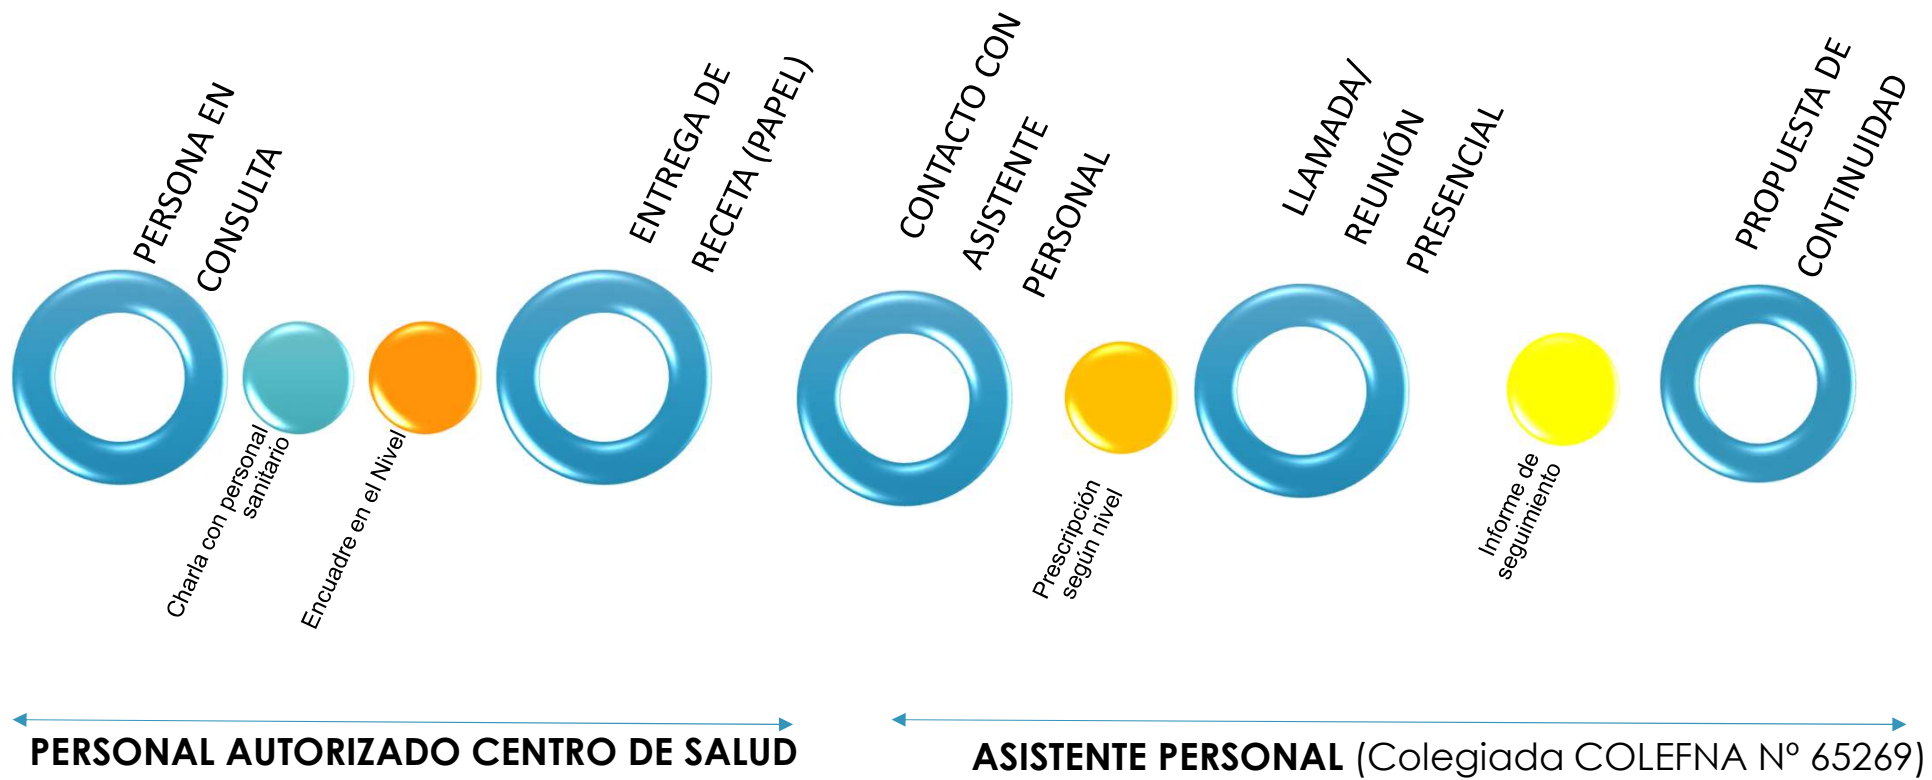 PERSONA EN
CONSULTA
Charla con personal
sanitario
Encuadre en el Nivel
ENTREGA DE
RECETA (PAPEL)
CONTACTO CON
ASISTENTE
PERSONAL
Prescripción
según nivel
LLAMADA/
REUNIÓN
PRESENCIAL
Informe de
seguimiento
PROPUESTA DE
CONTINUIDAD
PERSONAL AUTORIZADO CENTRO DE SALUD
ASISTENTE PERSONAL (Colegiada COLEFNA Nº 65269)